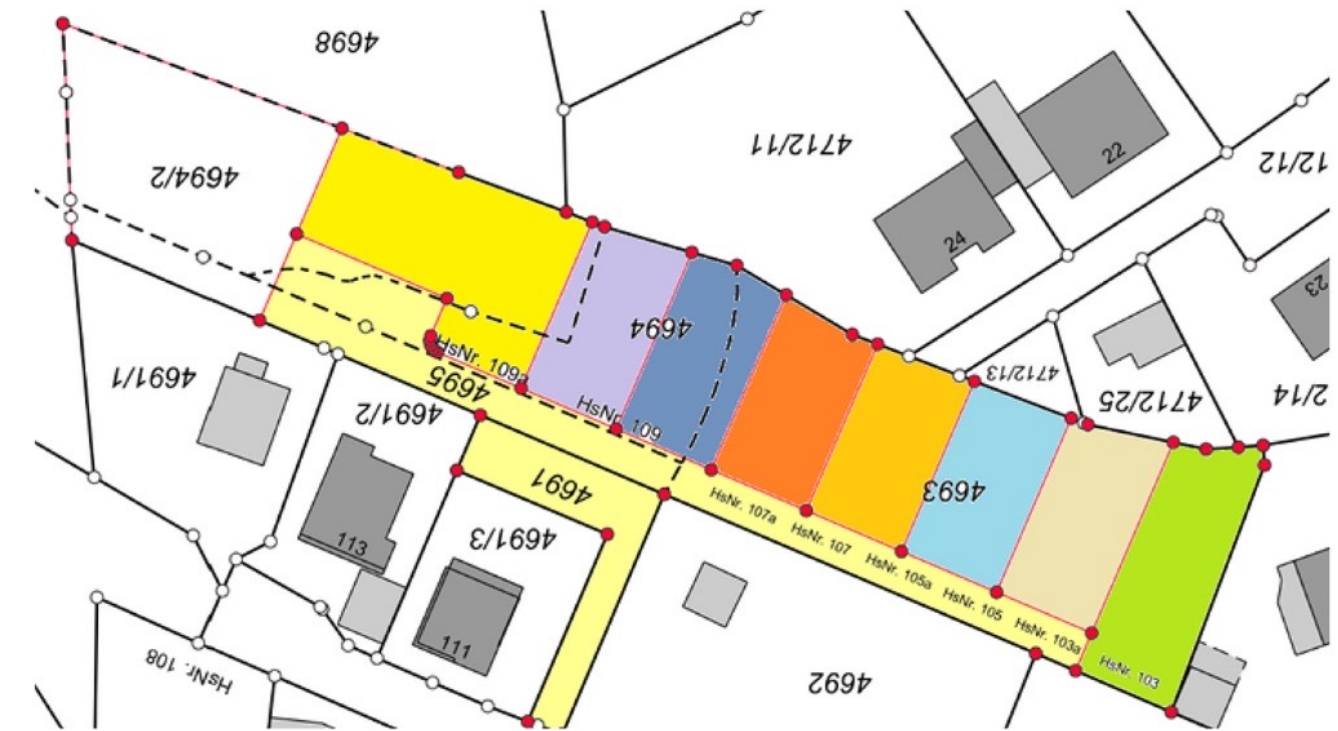 4698
4712/11
22
12/12
4694/2
24
23
4694
HsNr. 109a
4712/13
4691/1
4695
4712/25
2/14
4691/2
HsNr. 109
4691
4693
HsNr. 107a
4691/3
HsNr. 107
113
HsNr. 105a
HsNr. 105
111
HsNr. 103a
HsNr. 108
HsNr. 103
4692